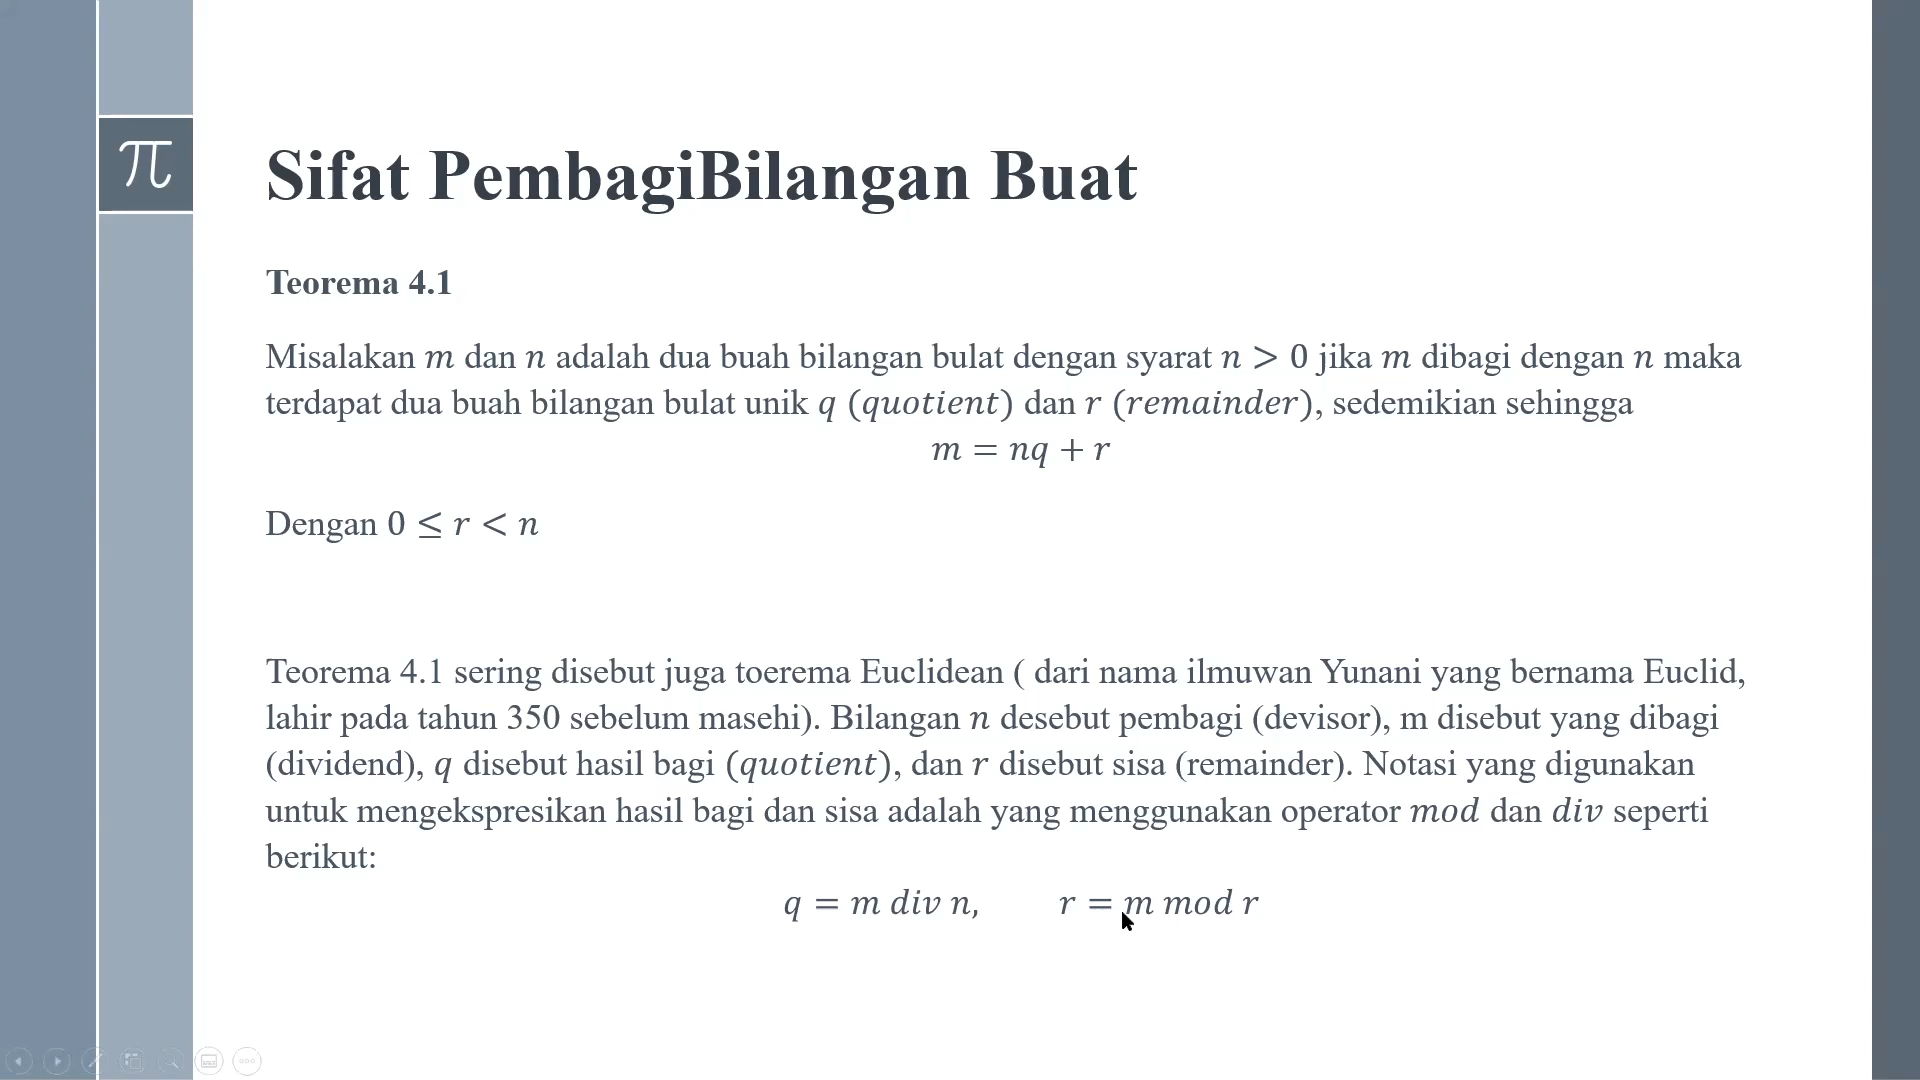 π
Sifat PembagiBilangan Buat
Teorema 4.1
Misalakan m dan n adalah dua buah bilangan bulat dengan syarat n > 0 jika m dibagi dengan n maka
terdapat dua buah bilangan bulat unik q (quotient) dan r (remainder), sedemikian sehingga
m = nq + r
Dengan 0 ≤ r < n
Teorema 4.1 sering disebut juga toerema Euclidean ( dari nama ilmuwan Yunani yang bernama Euclid,
lahir pada tahun 350 sebelum masehi). Bilangan n desebut pembagi (devisor), m disebut yang dibagi
(dividend), q disebut hasil bagi (quotient), dan r disebut sisa (remainder). Notasi yang digunakan
untuk mengekspresikan hasil bagi dan sisa adalah yang menggunakan operator mod dan div seperti
berikut:
q = m div n, r = m mod r